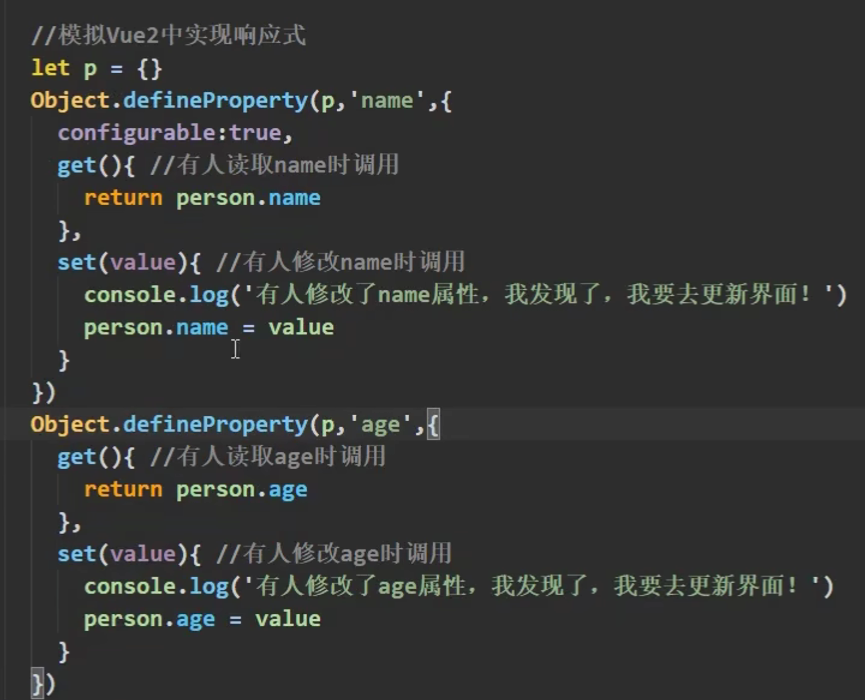 //模拟Vue2中实现响应式
let p = {}
Object.defineProperty(p,'name',{
configurable:true,
get(){ //有人读取name时调用
return person.name
},
set(value){ //有人修改name时调用
console.log('有人修改了name属性，我发现了，我要去更新界面！')
person.name = value
}
})
Object.defineProperty(p,'age',{
get(){ //有人读取age时调用
return person.age
},
set(value){ //有人修改age时调用
console.log('有人修改了age属性，我发现了，我要去更新界面！')
person.age = value
}
})